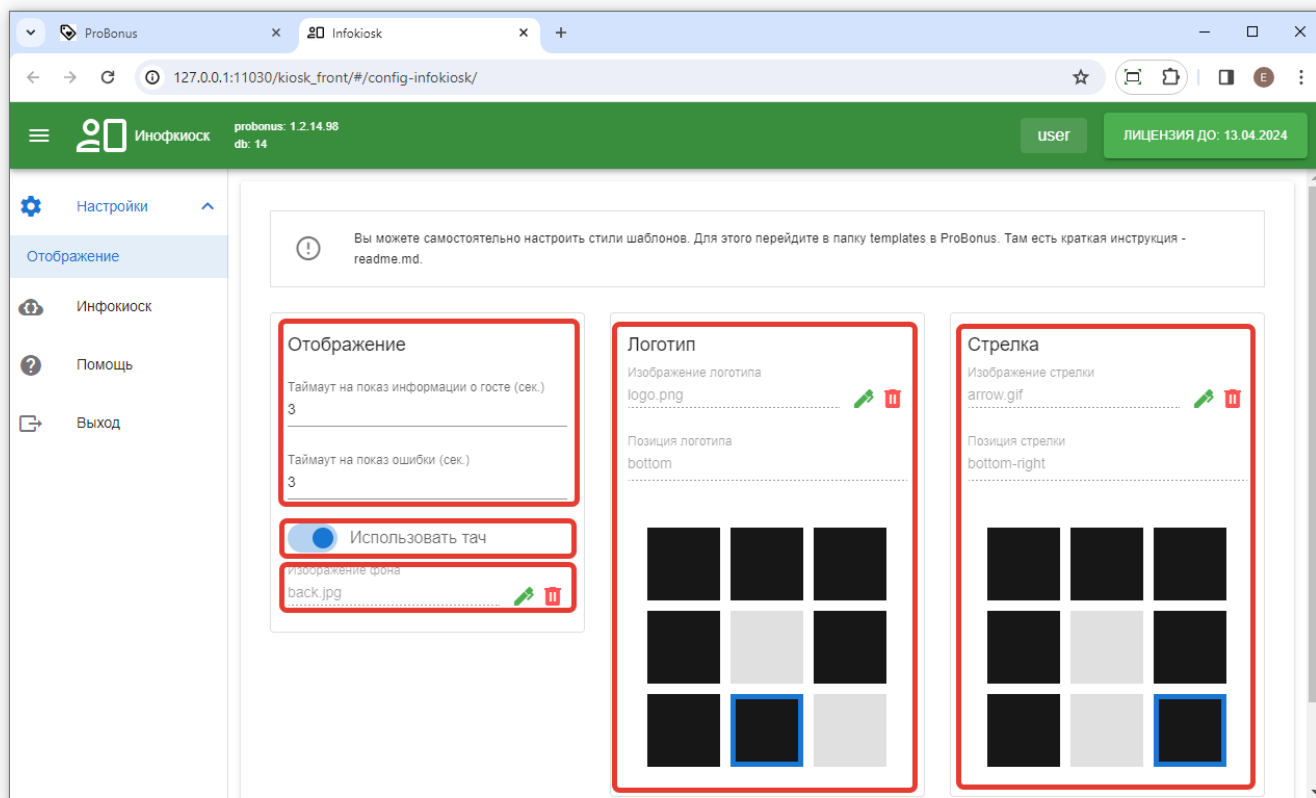 ProBonus
Infokiosk
127.0.0.1:11030/kiosk_front/#/config-infokiosk/
E
Инофкиоск
probonus: 1.2.14.98
db: 14
user
ЛИЦЕНЗИЯ ДО: 13.04.2024
Настройки
Отображение
Инфокиоск
Помощь
Выход
Вы можете самостоятельно настроить стили шаблонов. Для этого перейдите в папку templates в ProBonus. Там есть краткая инструкция -
readme.md.
Отображение
Таймаут на показ информации о госте (сек.)
3
Таймаут на показ ошибки (сек.)
3
Использовать тач
Изображение фона
back.jpg
Логотип
Изображение логотипа
logo.png
Позиция логотипа
bottom
Стрелка
Изображение стрелки
arrow.gif
Позиция стрелки
bottom-right